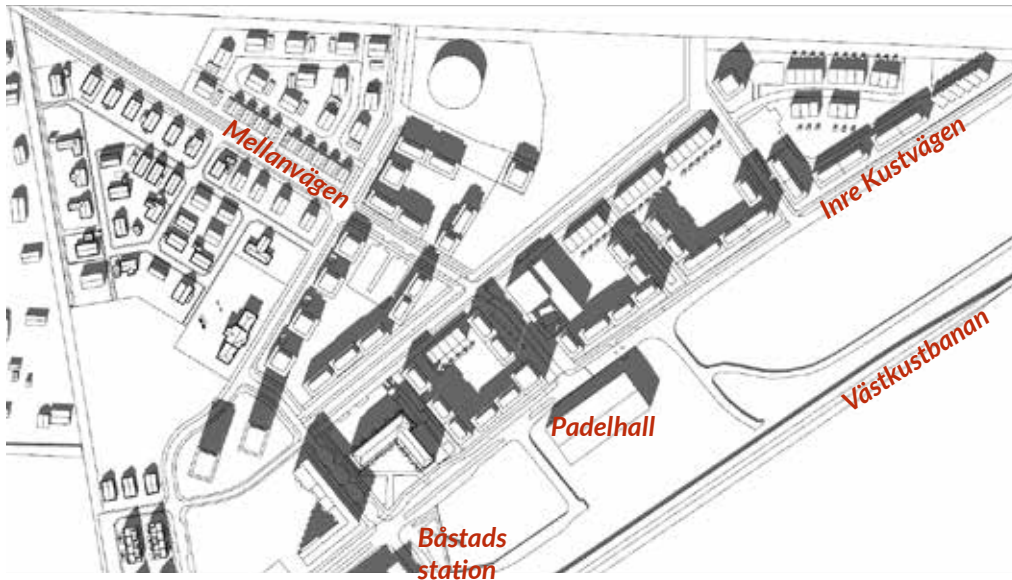 Mellanvägen
Inre Kustvägen
Västkustbanan
Padelhall
Båstads
station